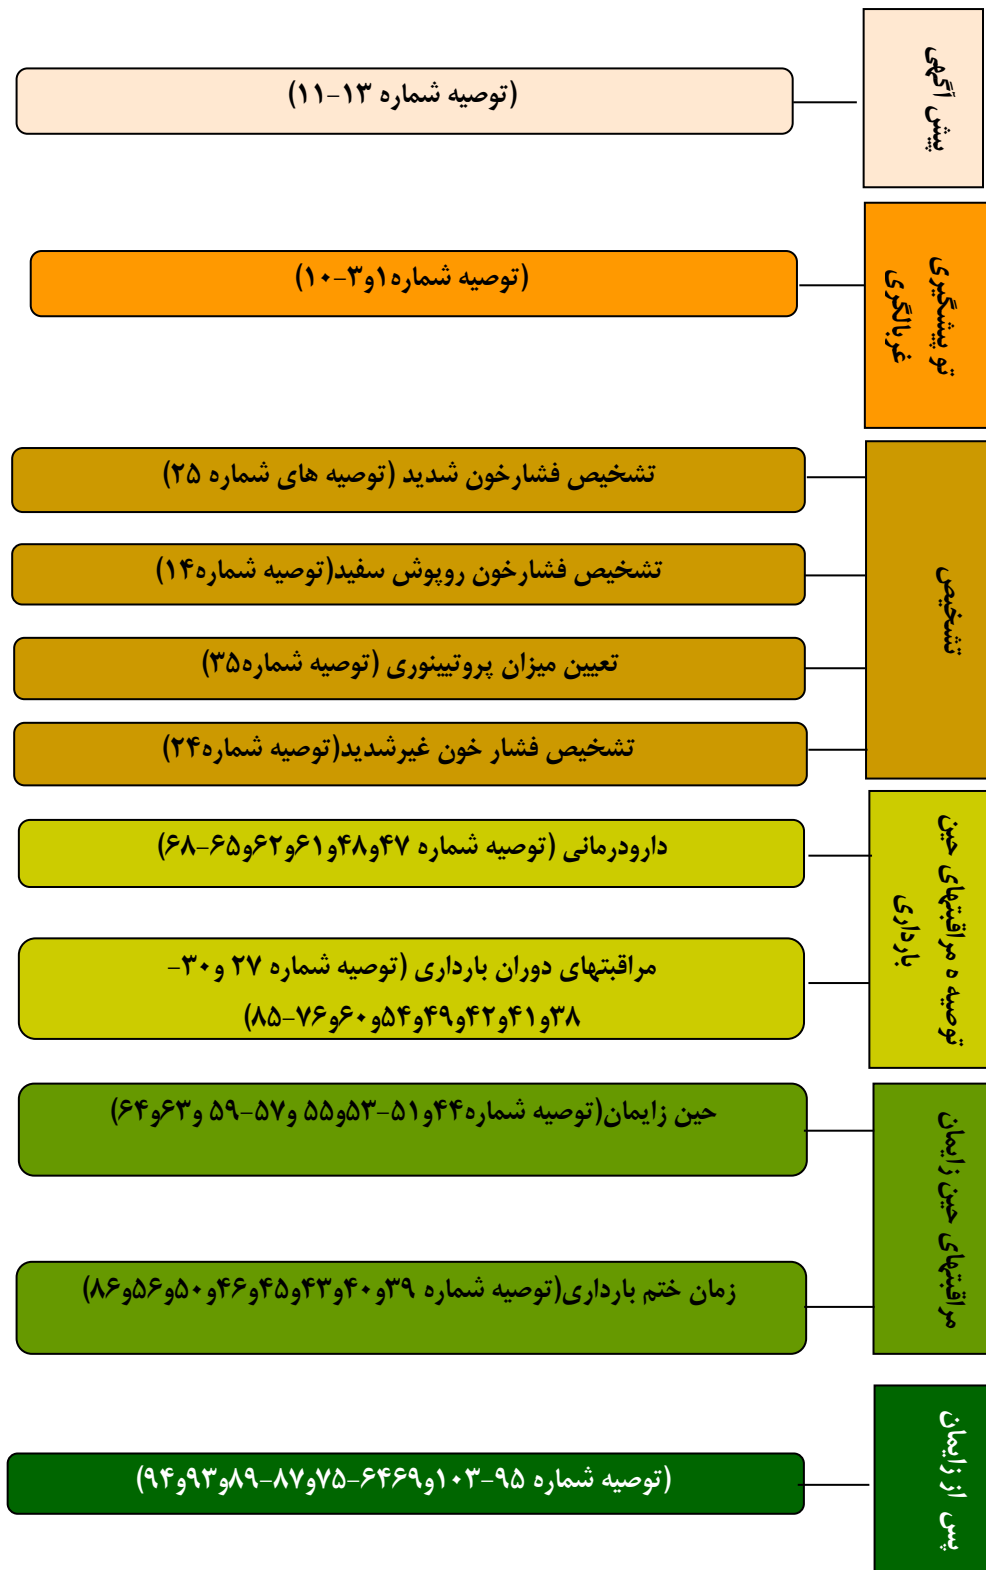 پیش آگهی
(توصیه شماره ۱۳-۱۱)
تو پیشگیری
غربالگری
(توصیه شماره۱و۳-۱۰)
تشخیص
تشخیص فشارخون شدید (توصیه های شماره ۲۵)
تشخیص فشارخون روپوش سفید(توصیه شماره۱۴)
تعیین میزان پروتیینوری (توصیه شماره۳۵)
تشخیص فشار خون غیرشدید(توصیه شماره۲۴)
توصیه ه مراقبتهای حین
بارداری
دارودرمانی (توصیه شماره ۴۷و۴۸و۶۱و۶۲و۶۵-۶۸)
مراقبتهای دوران بارداری (توصیه شماره ۲۷ و۳۰-
۳۸و۴۱و۴۲و۴۹و۵۴و۶۰و۷۶-۸۵)
مراقبتهای حین زایمان
حین زایمان(توصیه شماره۴۴و۵۱-۵۳و۵۵ و۵۷-۵۹ و۶۳و۶۴)
زمان ختم بارداری(توصیه شماره ۳۹و۴۰و۴۳و۴۵و۴۶و۵۰و۵۶و۸۶)
پس از زایمان
(توصیه شماره ۹۵-۱۰۳و۶۴۶۹-۷۵و۸۷-۸۹و۹۳و۹۴)